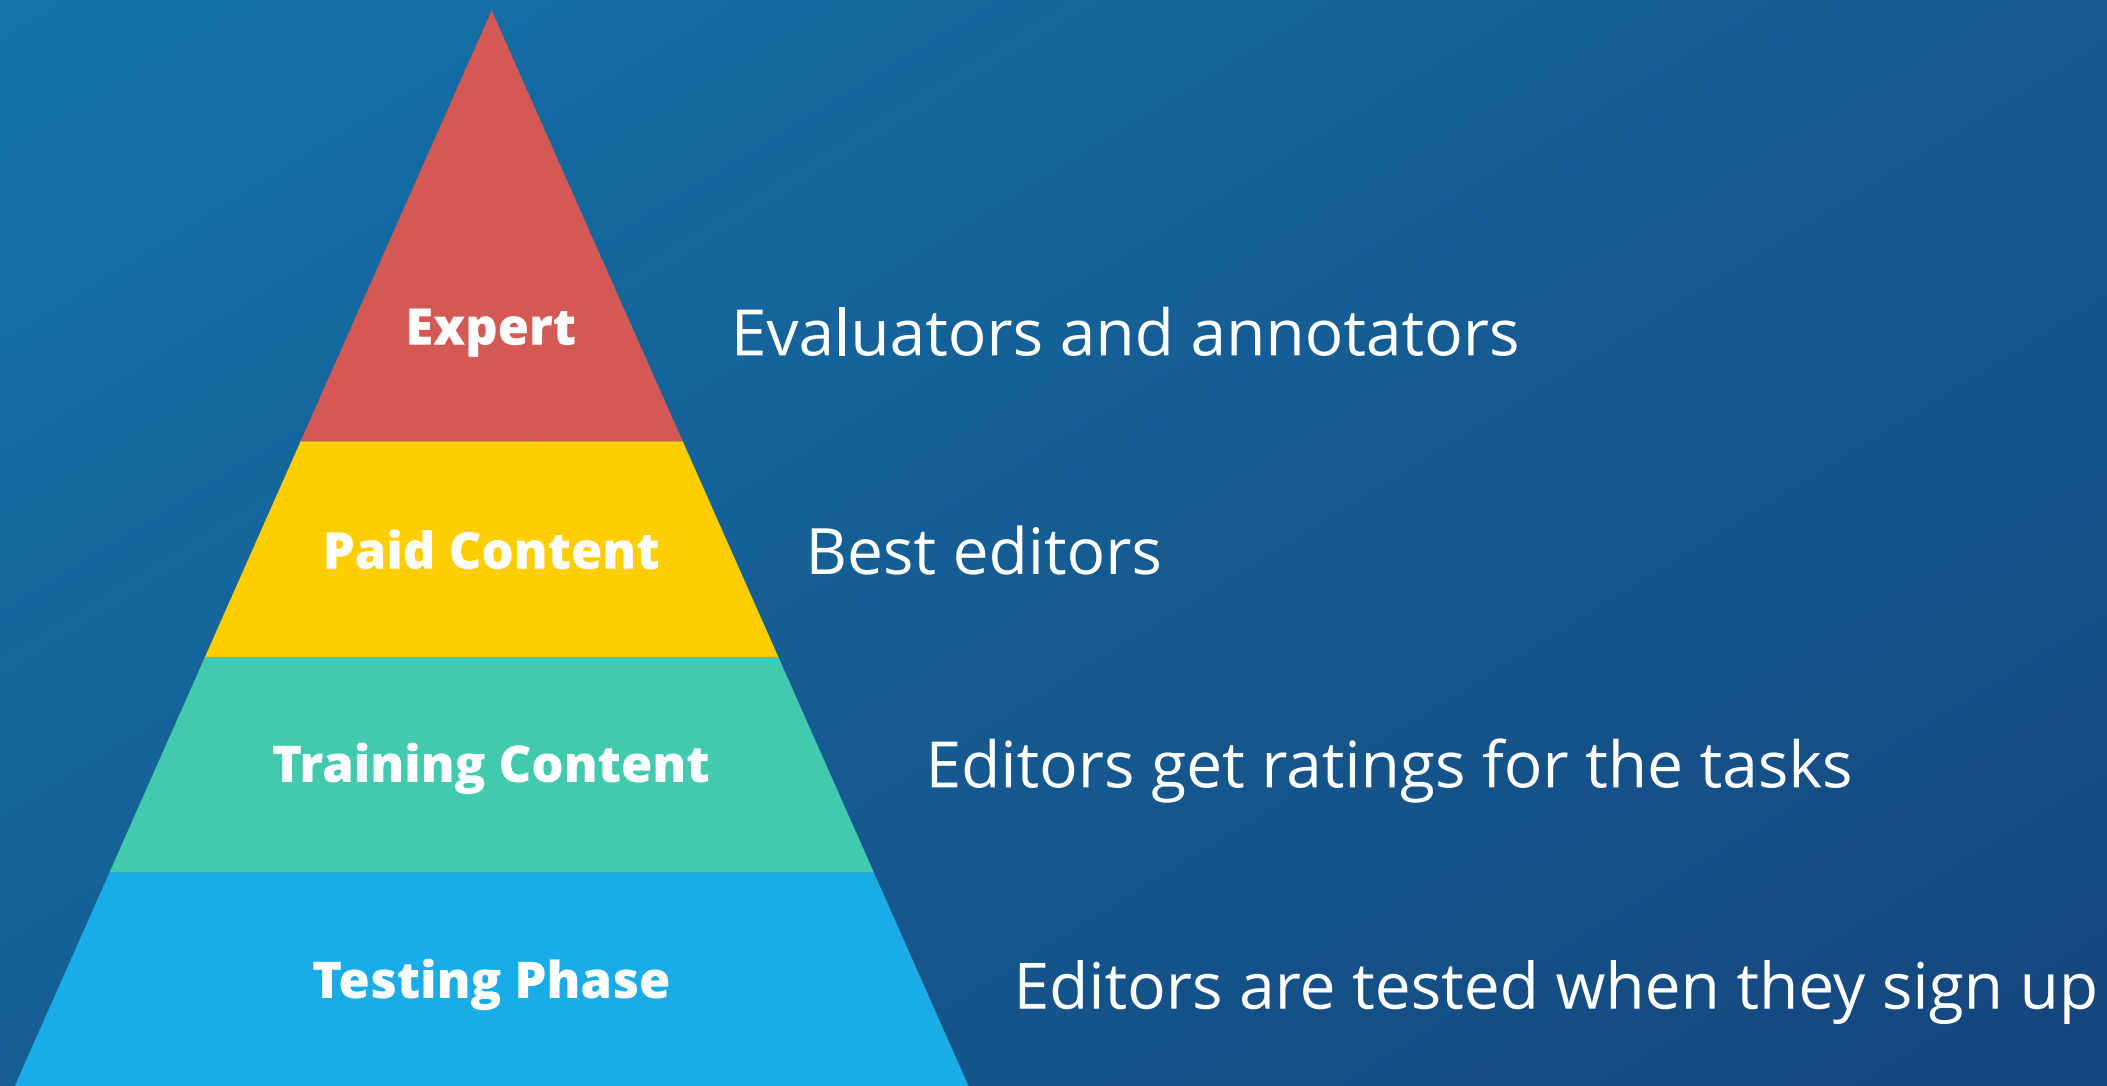 Expert
Evaluators and annotators
Paid Content
Best editors
Training Content
Editors get ratings for the tasks
Testing Phase
Editors are tested when they sign up